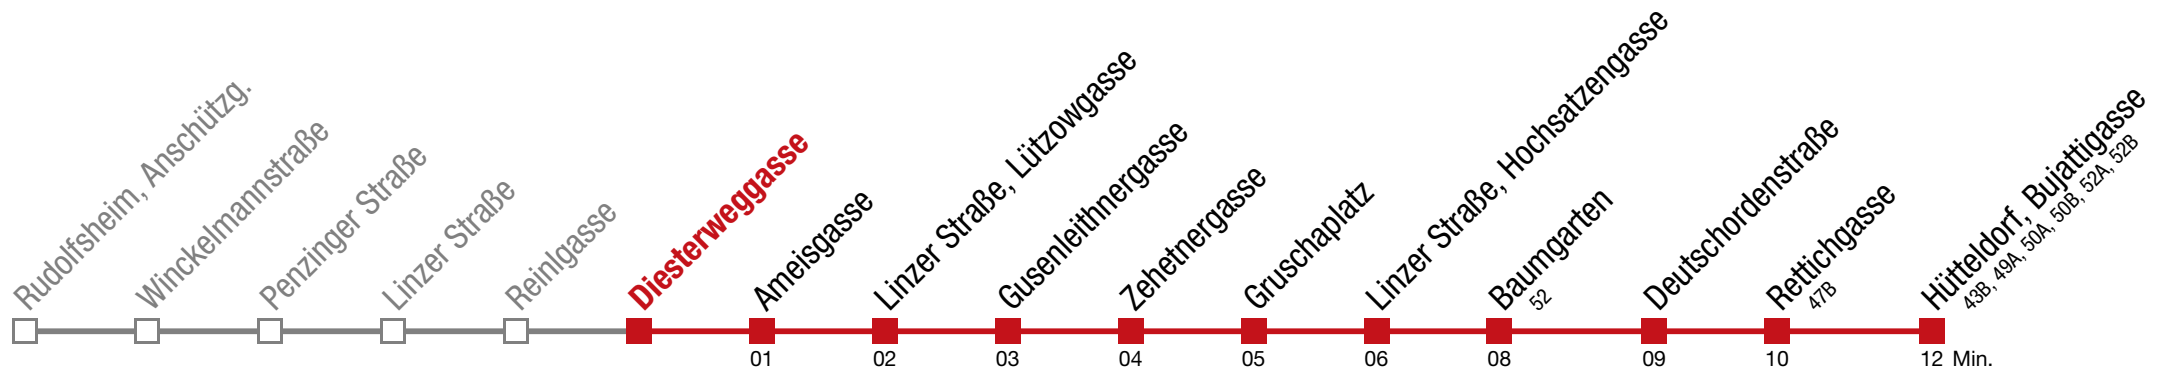 Rudolfsheim, Anschützg.
Winckelmannstraße
Penzinger Straße
Linzer Straße
Reinlgasse
Diesterweggasse
Ameisgasse
Linzer Straße, Lützowgasse
Gusenleithnergasse
Zehetnergasse
Gruschaplatz
Linzer Straße, Hochsatzengasse
Baumgarten
52
Deutschordenstraße
Rettichgasse
47B
Hütteldorf, Bujattigasse
43B, 49A, 50A, 50B, 52A, 52B
01 02 03 04 05 06 08 09 10 12 Min.